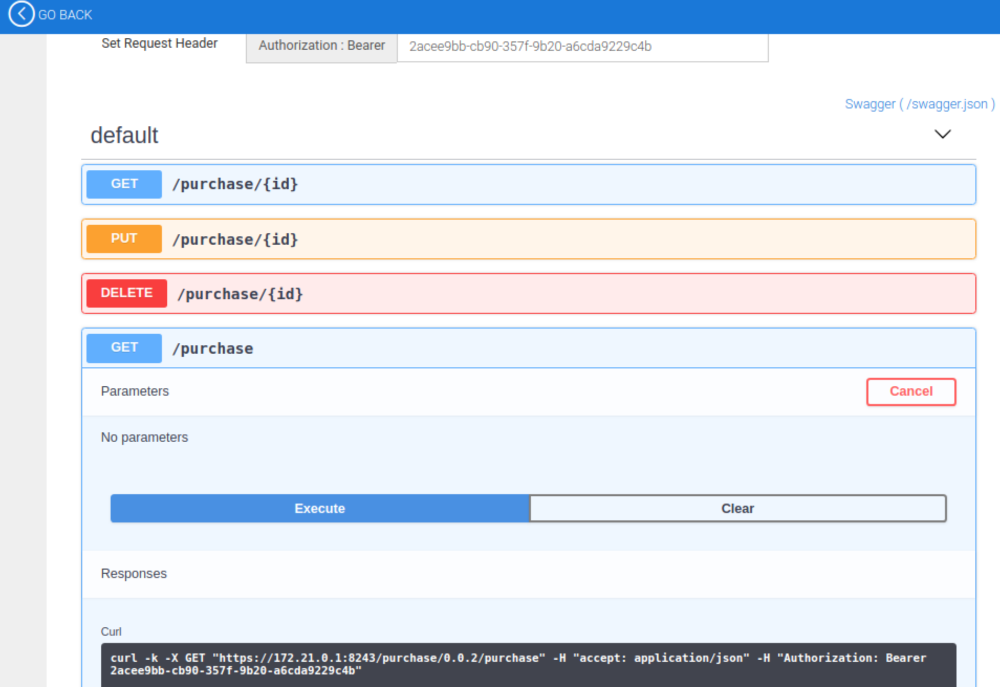 GO BACK
Set Request Header
Authorization : Bearer
2acee9bb-cb90-357f-9b20-a6cda9229c4b
Swagger ( /swagger.json )
default
GET /purchase/{id}
PUT /purchase/{id}
DELETE /purchase/{id}
GET /purchase
Parameters
Cancel
No parameters
Execute
Clear
Responses
Curl
curl -k -X GET "https://172.21.0.1:8243/purchase/0.0.2/purchase" -H "accept: application/json" -H "Authorization: Bearer
2acee9bb-cb90-357f-9b20-a6cda9229c4b"